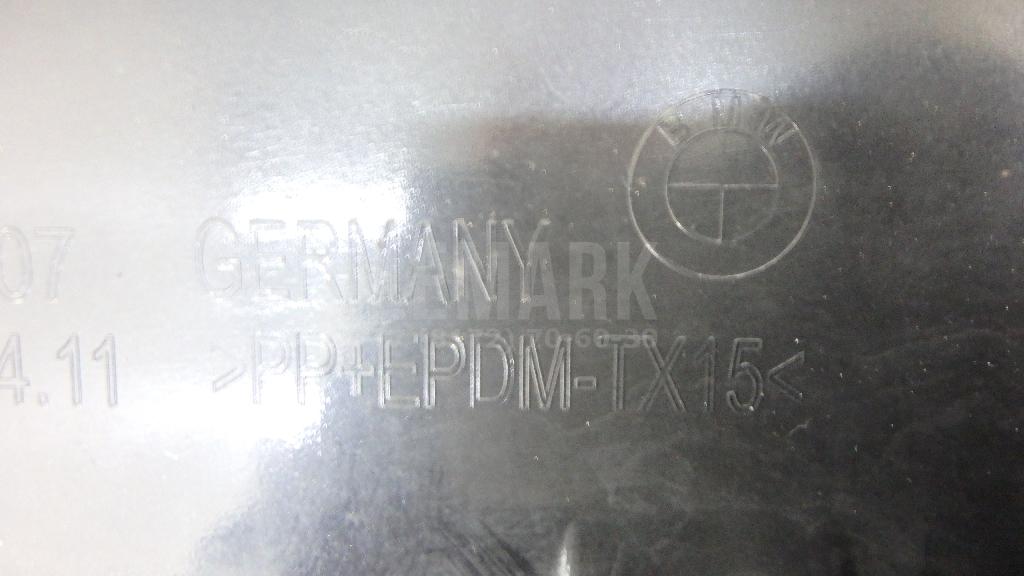 BMW
07 GERMANY
4.11 >PP+EPDM-TX15<